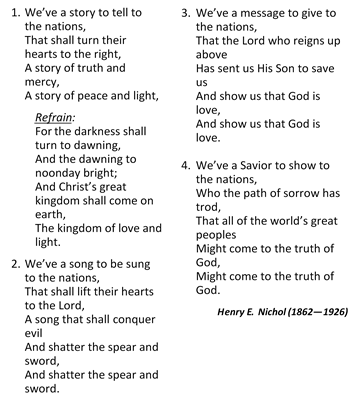 1. We've a story to tell to
the nations,
That shall turn their
hearts to the right,
A story of truth and
mercy,
A story of peace and light,
Refrain:
For the darkness shall
turn to dawning,
And the dawning to
noonday bright;
And Christ's great
kingdom shall come on
earth,
The kingdom of love and
light.
2. We've a song to be sung
to the nations,
That shall lift their hearts
to the Lord,
A song that shall conquer
evil
And shatter the spear and
sword,
And shatter the spear and
sword.
3. We've a message to give to
the nations,
That the Lord who reigns up
above
Has sent us His Son to save
us
And show us that God is
love,
And show us that God is
love.
4. We've a Savior to show to
the nations,
Who the path of sorrow has
trod,
That all of the world's great
peoples
Might come to the truth of
God,
Might come to the truth of
God.
Henry E. Nichol (1862—1926)